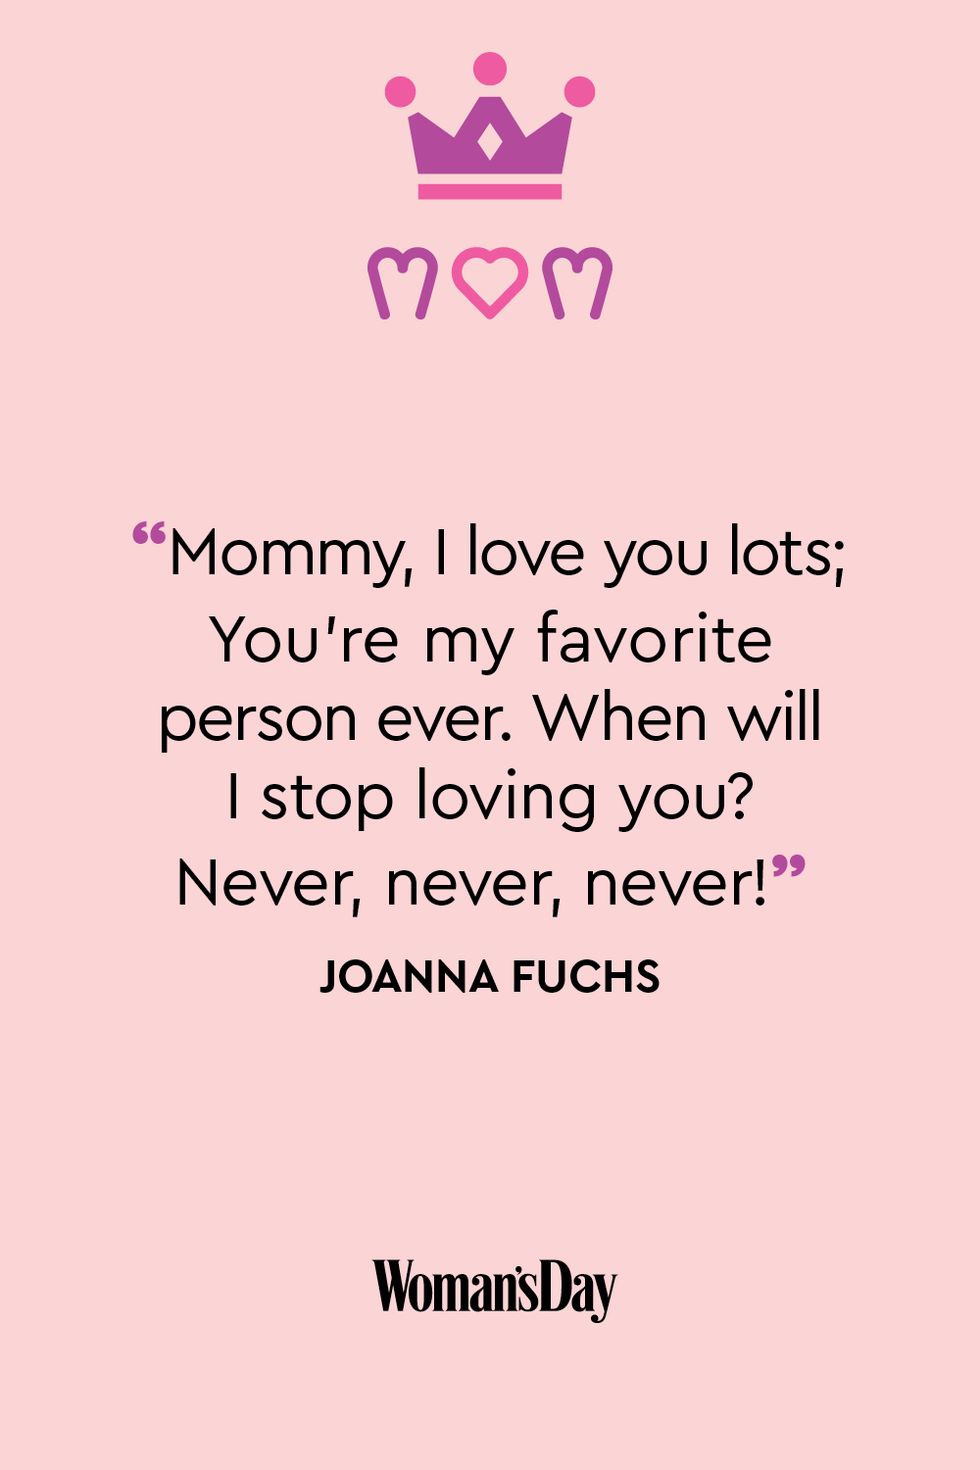 MOM
“Mommy, I love you lots;
You're my favorite
person ever. When will
I stop loving you?
Never, never, never!”
JOANNA FUCHS
Woman'sDay